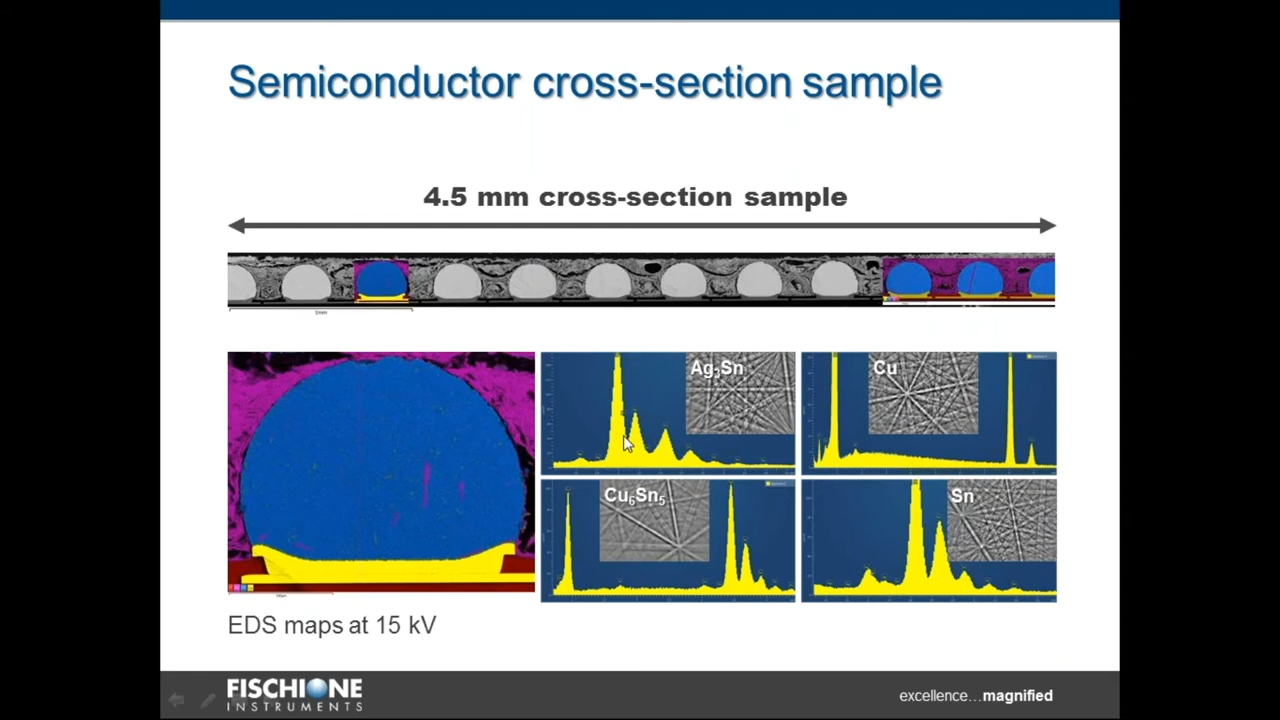 Semiconductor cross-section sample
4.5 mm cross-section sample
1mm
Ag3Sn
Cu
Cu6Sn5
Sn
EDS maps at 15 kV
FISCHIONE
INSTRUMENTS
excellence...magnified